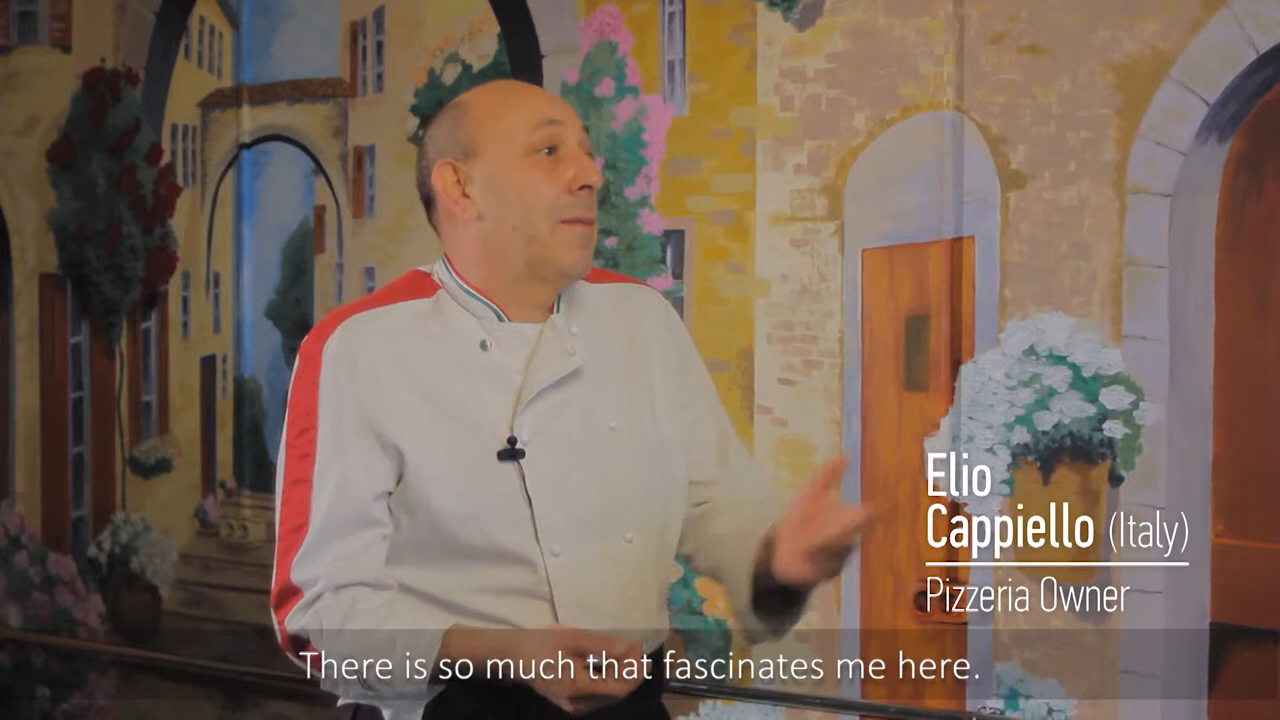 Elio
Cappiello (Italy)
Pizzeria Owner
There is so much that fascinates me here.